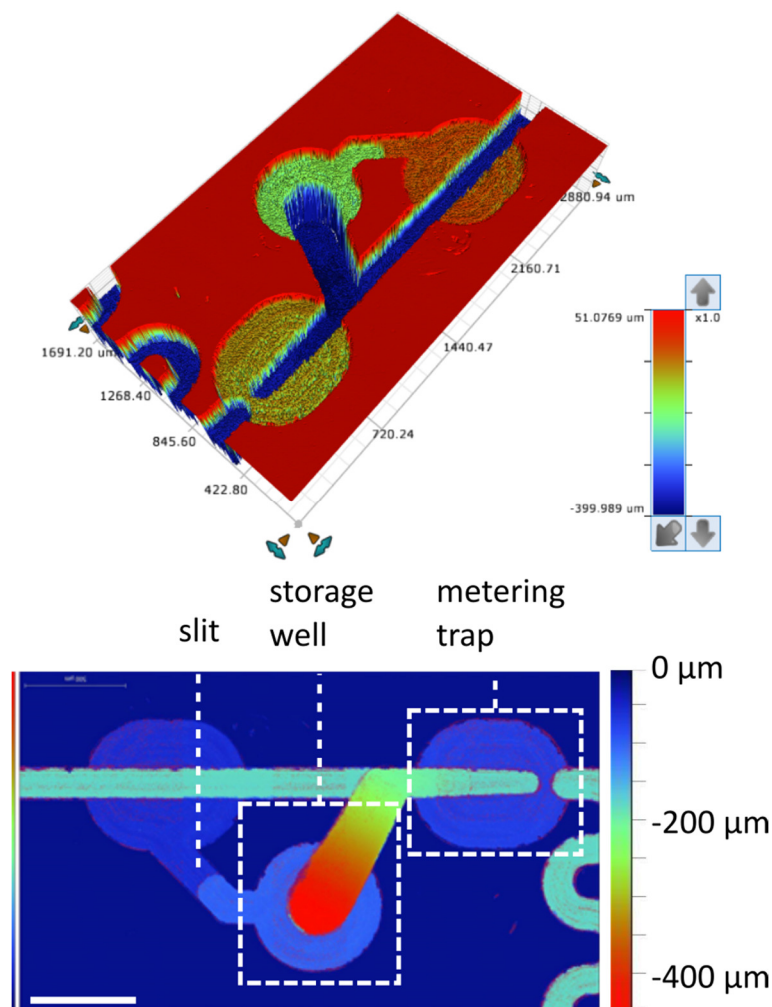 2880.94 um
2160.71
1440.47
720.24
1691.20 um
1268.40
845.60
422.80
51.0769 um
x1.0
-399.989 um
slit
storage
well
metering
trap
0 µm
-200 µm
-400 µm